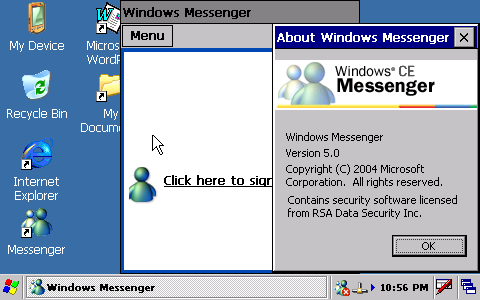 My Device
Microsoft
WordP
Recycle Bin
My
Docum
Internet
Explorer
Messenger
Windows Messenger
Menu
Click here to sign
About Windows Messenger
Windows® CE
Messenger
Windows Messenger
Version 5.0
Copyright (C) 2004 Microsoft
Corporation. All rights reserved.
Contains security software licensed
from RSA Data Security Inc.
OK
Windows Messenger
10:56 PM